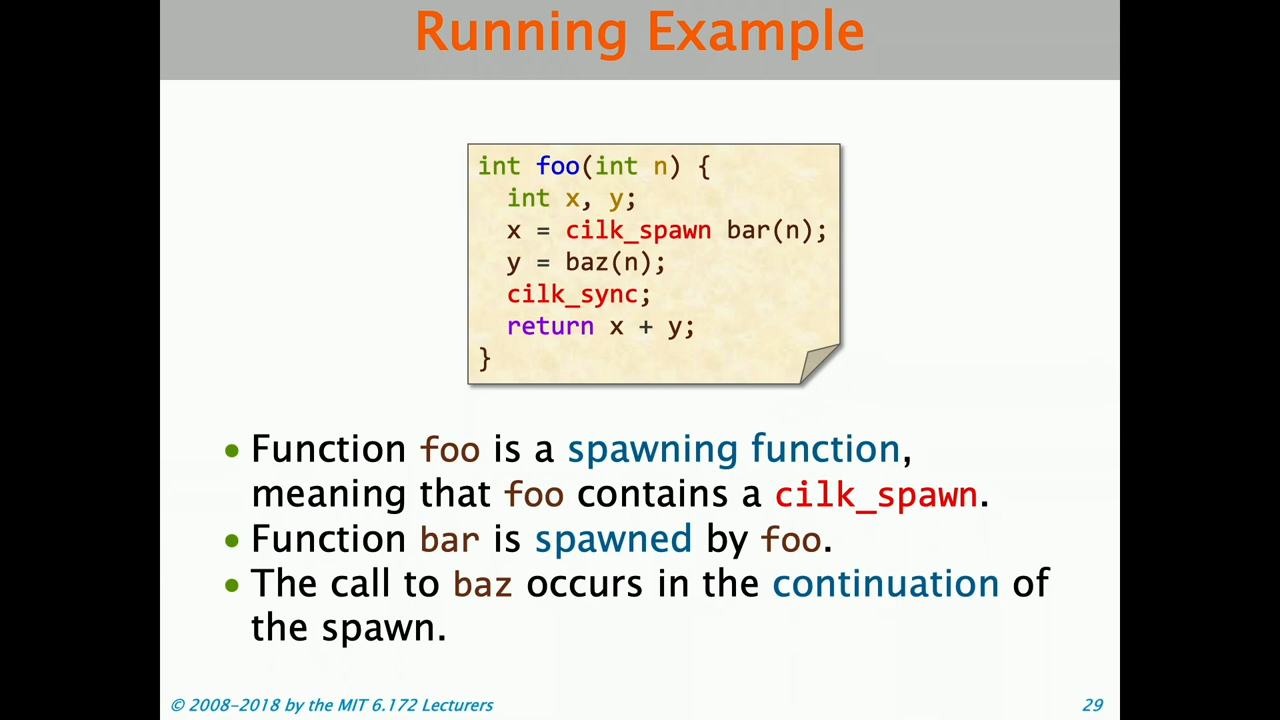 Running Example
int foo(int n) {
  int x, y;
  x = cilk_spawn bar(n);
  y = baz(n);
  cilk_sync;
  return x + y;
}
• Function foo is a spawning function,
meaning that foo contains a cilk_spawn.
• Function bar is spawned by foo.
• The call to baz occurs in the continuation of
the spawn.
© 2008–2018 by the MIT 6.172 Lecturers
29